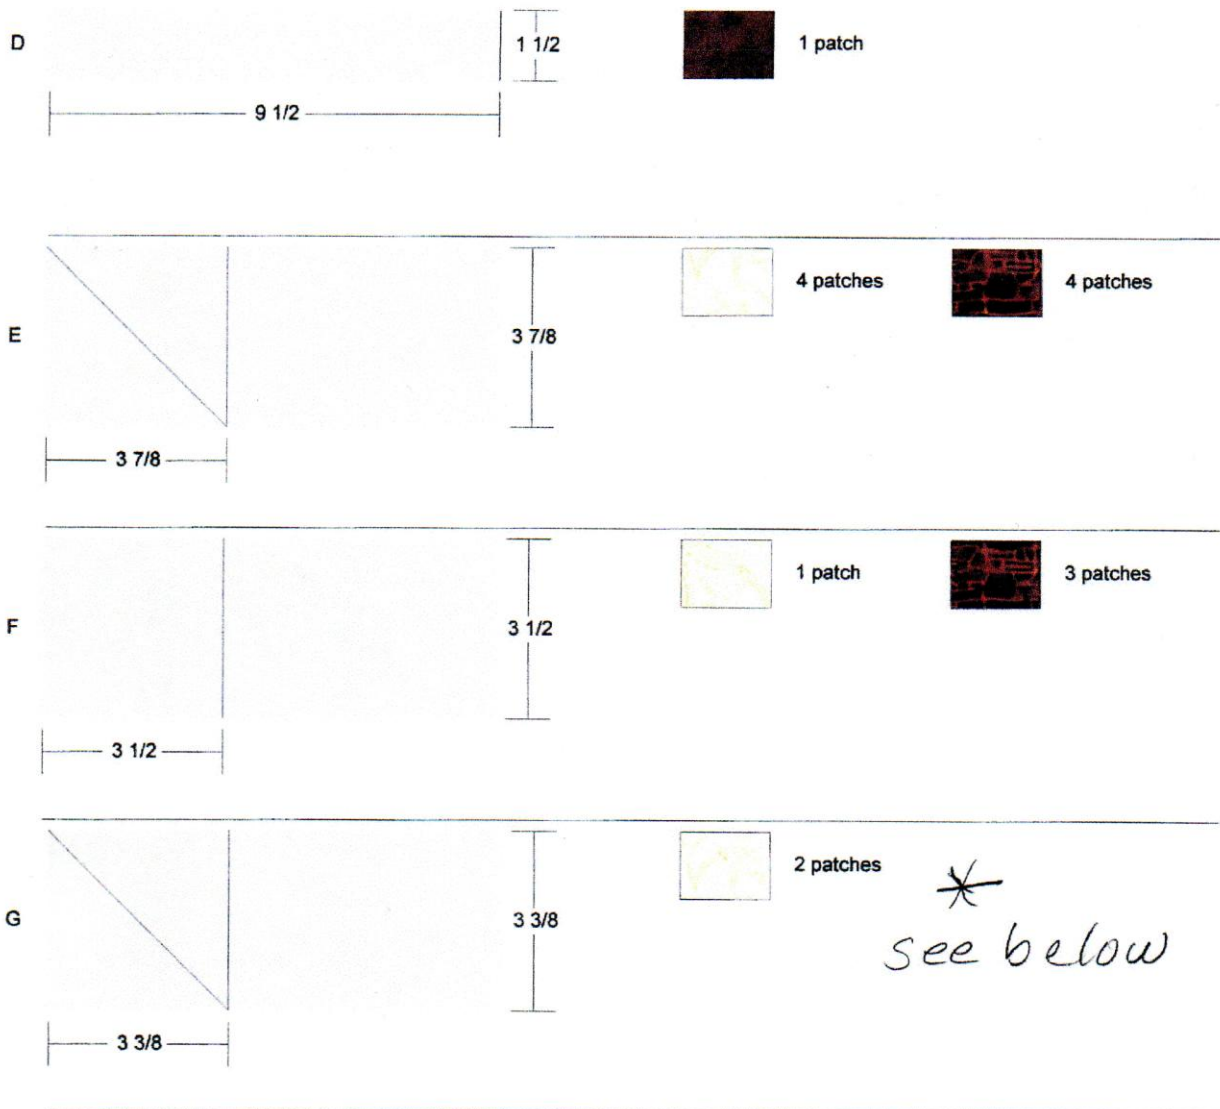 D
1 1/2
1 patch
9 1/2
E
3 7/8
4 patches
4 patches
3 7/8
F
3 1/2
1 patch
3 patches
3 1/2
G
3 3/8
2 patches
*
see below
3 3/8